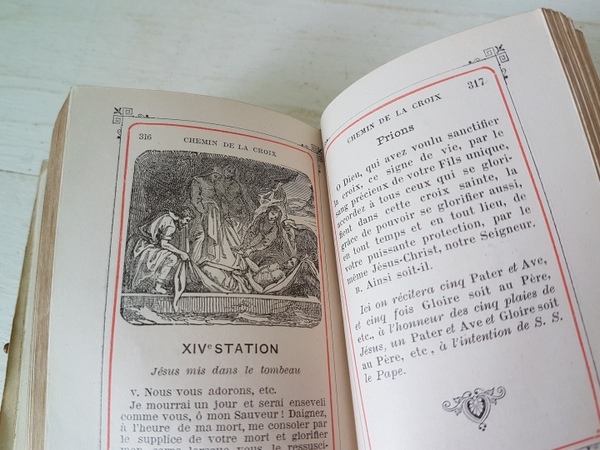 316
CHEMIN DE LA CROIX
XIVᵉ STATION
Jésus mis dans le tombeau
v. Nous vous adorons, etc.
Je mourrai un jour et serai enseveli
comme vous, ô mon Sauveur ! Daignez,
à l'heure de ma mort, me consoler par
le supplice de votre mort et glorifier
mon corps lorsque vous le ressusci-
CHEMIN DE LA CROIX
317
Prions
O Dieu, qui avez voulu sanctifier
la croix, ce signe de vie, par le
sang précieux de votre Fils unique,
accordez à tous ceux qui se glori-
fient dans cette croix sainte, la
grâce de pouvoir se glorifier aussi,
en tout temps et en tout lieu, de
votre puissante protection, par le
même Jésus-Christ, notre Seigneur.
R. Ainsi soit-il.
Ici on récitera cinq Pater et Ave,
et cinq fois Gloire soit au Père,
etc., à l'honneur des cinq plaies de
Jésus, un Pater et Ave et Gloire soit
au Père, etc., à l'intention de S. S.
le Pape.